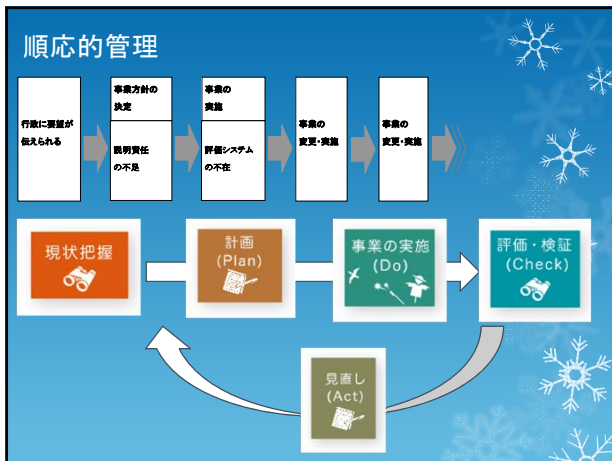 順応的管理
行政に要望が
伝えられる
事業方針の
決定
説明責任
の不足
事業の
実施
評価システム
の不在
事業の
変更・実施
事業の
変更・実施
現状把握
計画
(Plan)
事業の実施
(Do)
評価・検証
(Check)
見直し
(Act)